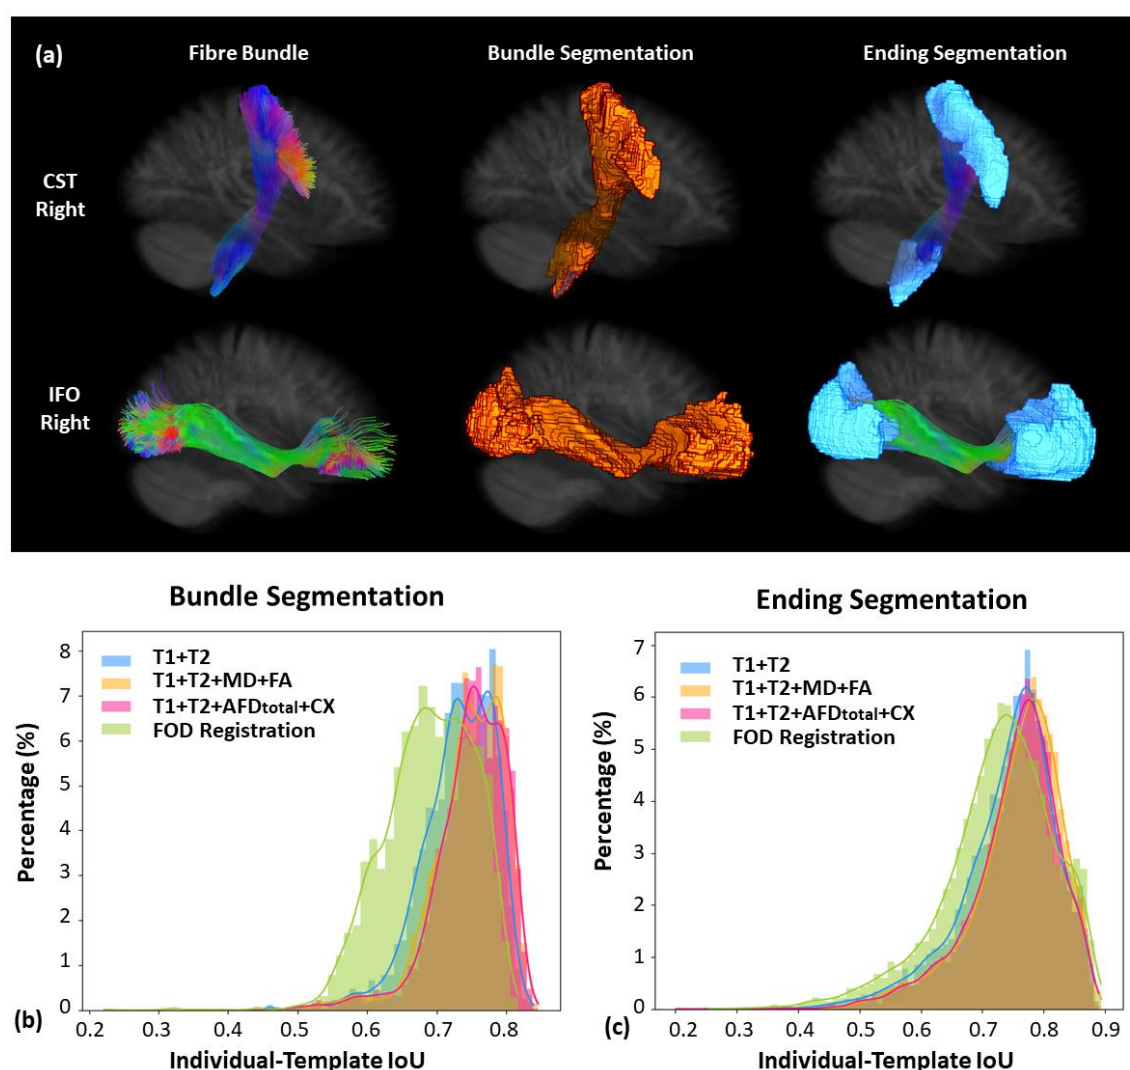 (a)
Fibre Bundle
Bundle Segmentation
Ending Segmentation
CST
Right
IFO
Right
Bundle Segmentation
8
7
6
5
4
3
2
1
0
Percentage (%)
T1+T2
T1+T2+MD+FA
T1+T2+AFDtotal+CX
FOD Registration
0.2
0.3
0.4
0.5
0.6
0.7
0.8
(b)
Individual-Template IoU
Ending Segmentation
7
6
5
4
3
2
1
0
Percentage (%)
T1+T2
T1+T2+MD+FA
T1+T2+AFDtotal+CX
FOD Registration
0.2
0.3
0.4
0.5
0.6
0.7
0.8
0.9
(c)
Individual-Template IoU